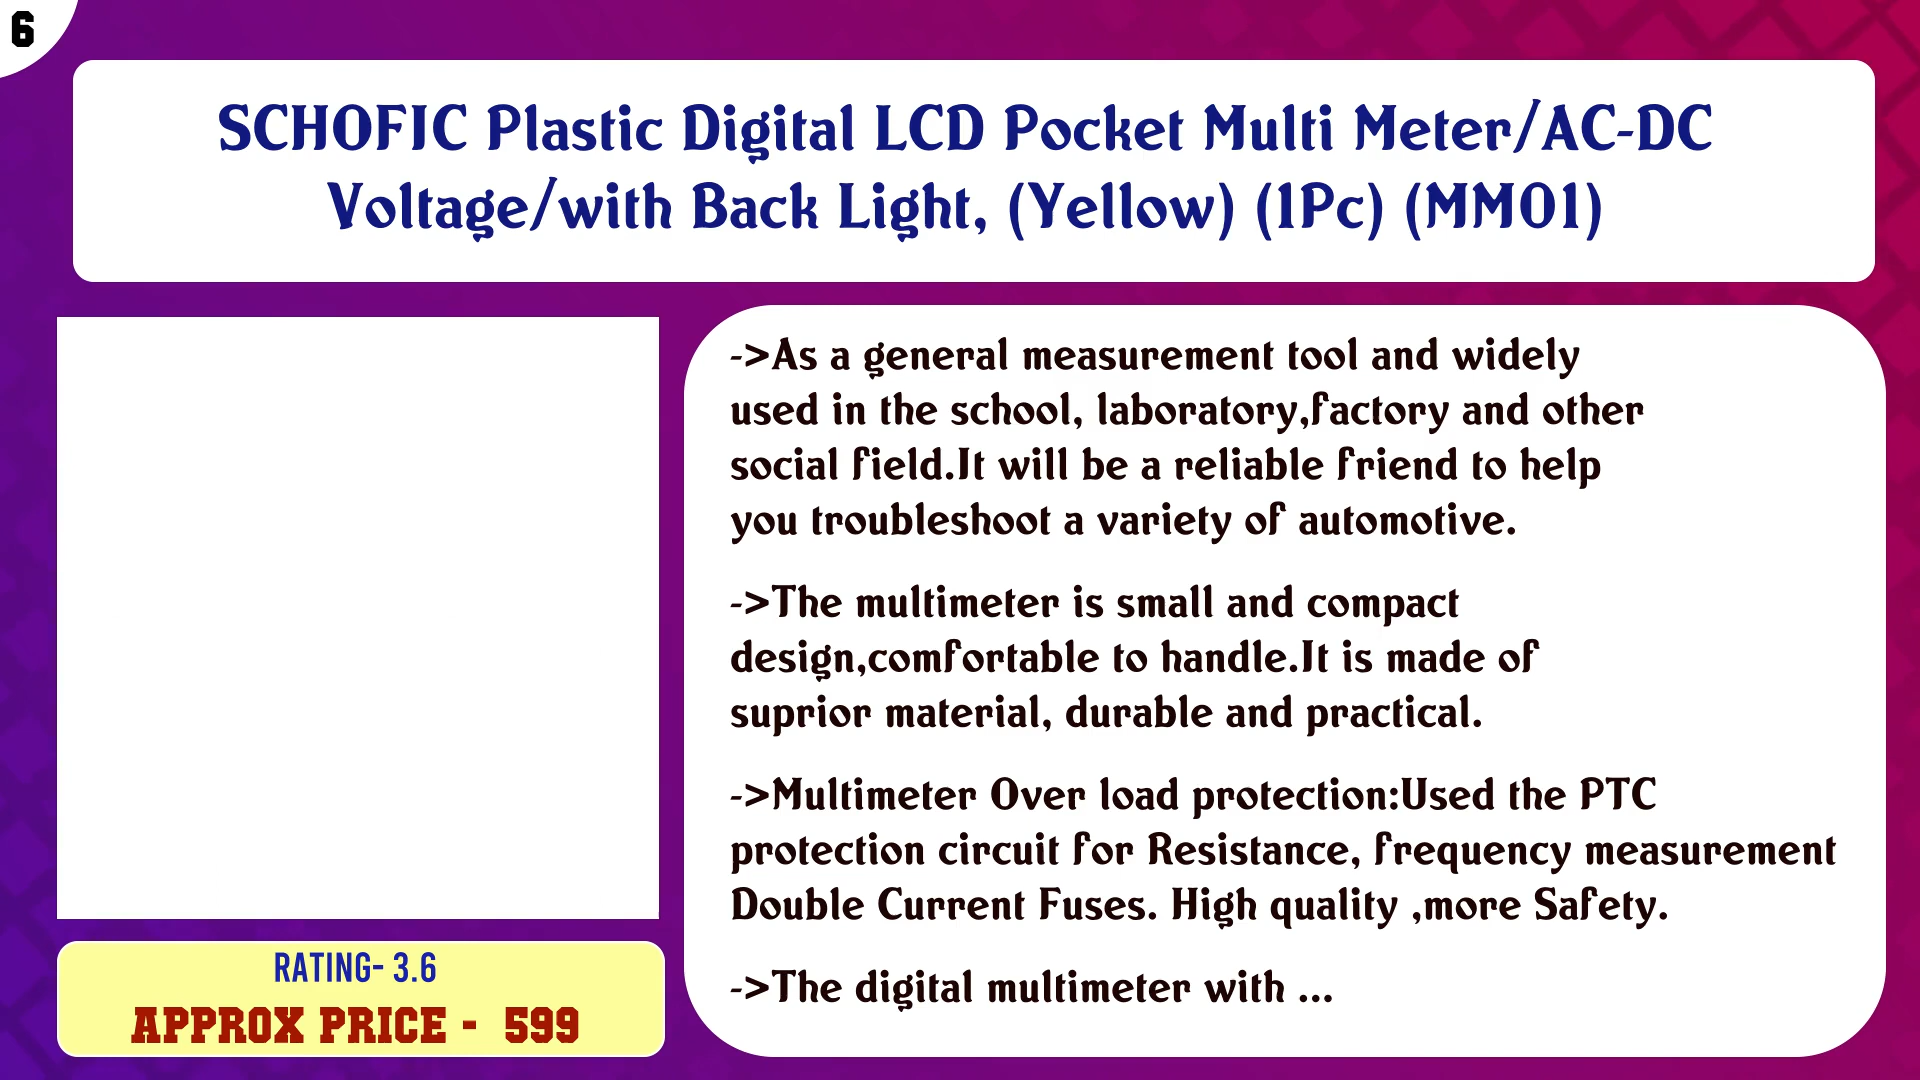 6
SCHOFIC Plastic Digital LCD Pocket Multi Meter/AC-DC
Voltage/with Back Light, (Yellow) (1Pc) (MM01)
->As a general measurement tool and widely
used in the school, laboratory,factory and other
social field.It will be a reliable friend to help
you troubleshoot a variety of automotive.
->The multimeter is small and compact
design,comfortable to handle.It is made of
suprior material, durable and practical.
->Multimeter Over load protection:Used the PTC
protection circuit for Resistance, frequency measurement
Double Current Fuses. High quality ,more Safety.
->The digital multimeter with ...
RATING- 3.6
APPROX PRICE - 599